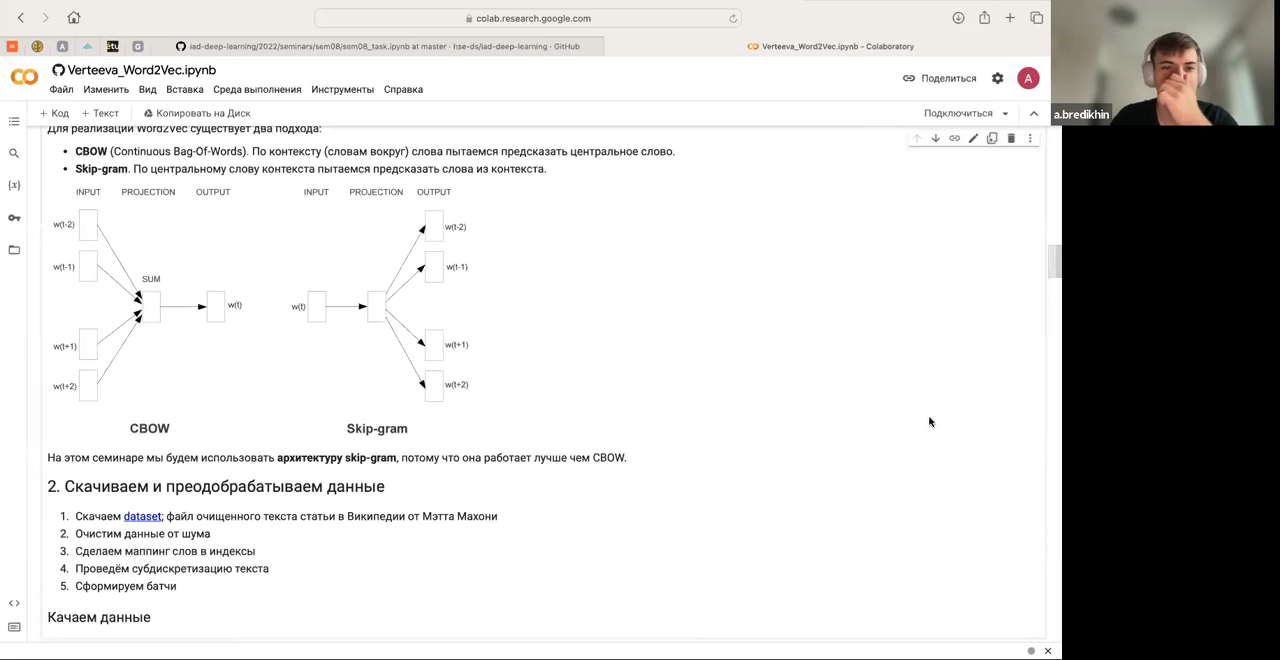 colab.research.google.com
iad-deep-learning/2022/seminars/sem08/sem08_task.ipynb at master · hse-ds/iad-deep-learning · GitHub
Verteeva_Word2Vec.ipynb - Colaboratory
Verteeva_Word2Vec.ipynb
Файл Изменить Вид Вставка Среда выполнения Инструменты Справка
Поделиться
A
a.bredikhin
+ Код + Текст Копировать на Диск
Подключиться
Для реализации Word2Vec существует два подхода:
• CBOW (Continuous Bag-Of-Words). По контексту (словам вокруг) слова пытаемся предсказать центральное слово.
• Skip-gram. По центральному слову контекста пытаемся предсказать слова из контекста.
INPUT PROJECTION OUTPUT
INPUT PROJECTION OUTPUT
w(t-2)
w(t-1)
SUM
w(t)
w(t+1)
w(t+2)
CBOW
w(t-2)
w(t-1)
w(t)
w(t+1)
w(t+2)
Skip-gram
На этом семинаре мы будем использовать архитектуру skip-gram, потому что она работает лучше чем CBOW.
2. Скачиваем и преодобрабатываем данные
1. Скачаем dataset; файл очищенного текста статьи в Википедии от Мэтта Махони
2. Очистим данные от шума
3. Сделаем маппинг слов в индексы
4. Проведём субдискретизацию текста
5. Сформируем батчи
Качаем данные